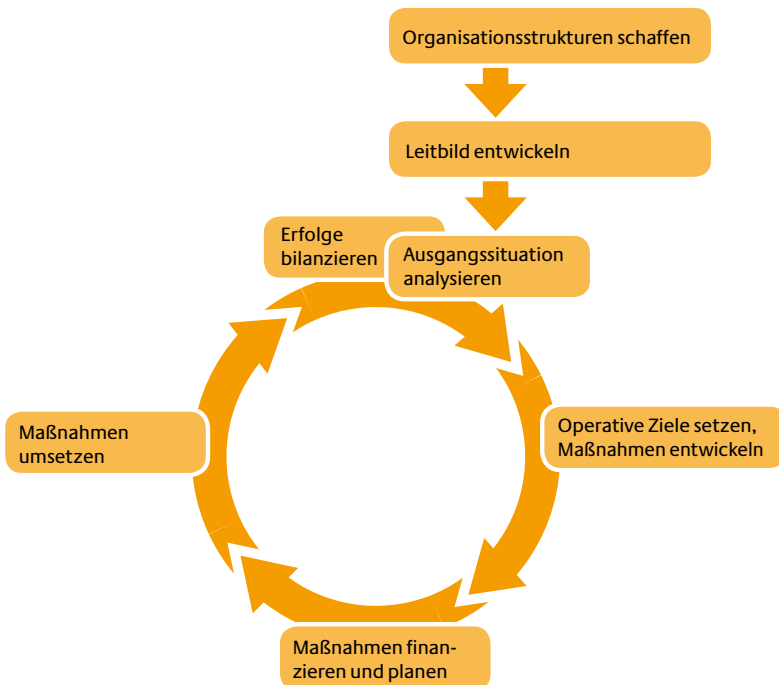 Organisationsstrukturen schaffen
Leitbild entwickeln
Erfolge
bilanzieren
Ausgangssituation
analysieren
Operative Ziele setzen,
Maßnahmen entwickeln
Maßnahmen finan-
zieren und planen
Maßnahmen
umsetzen